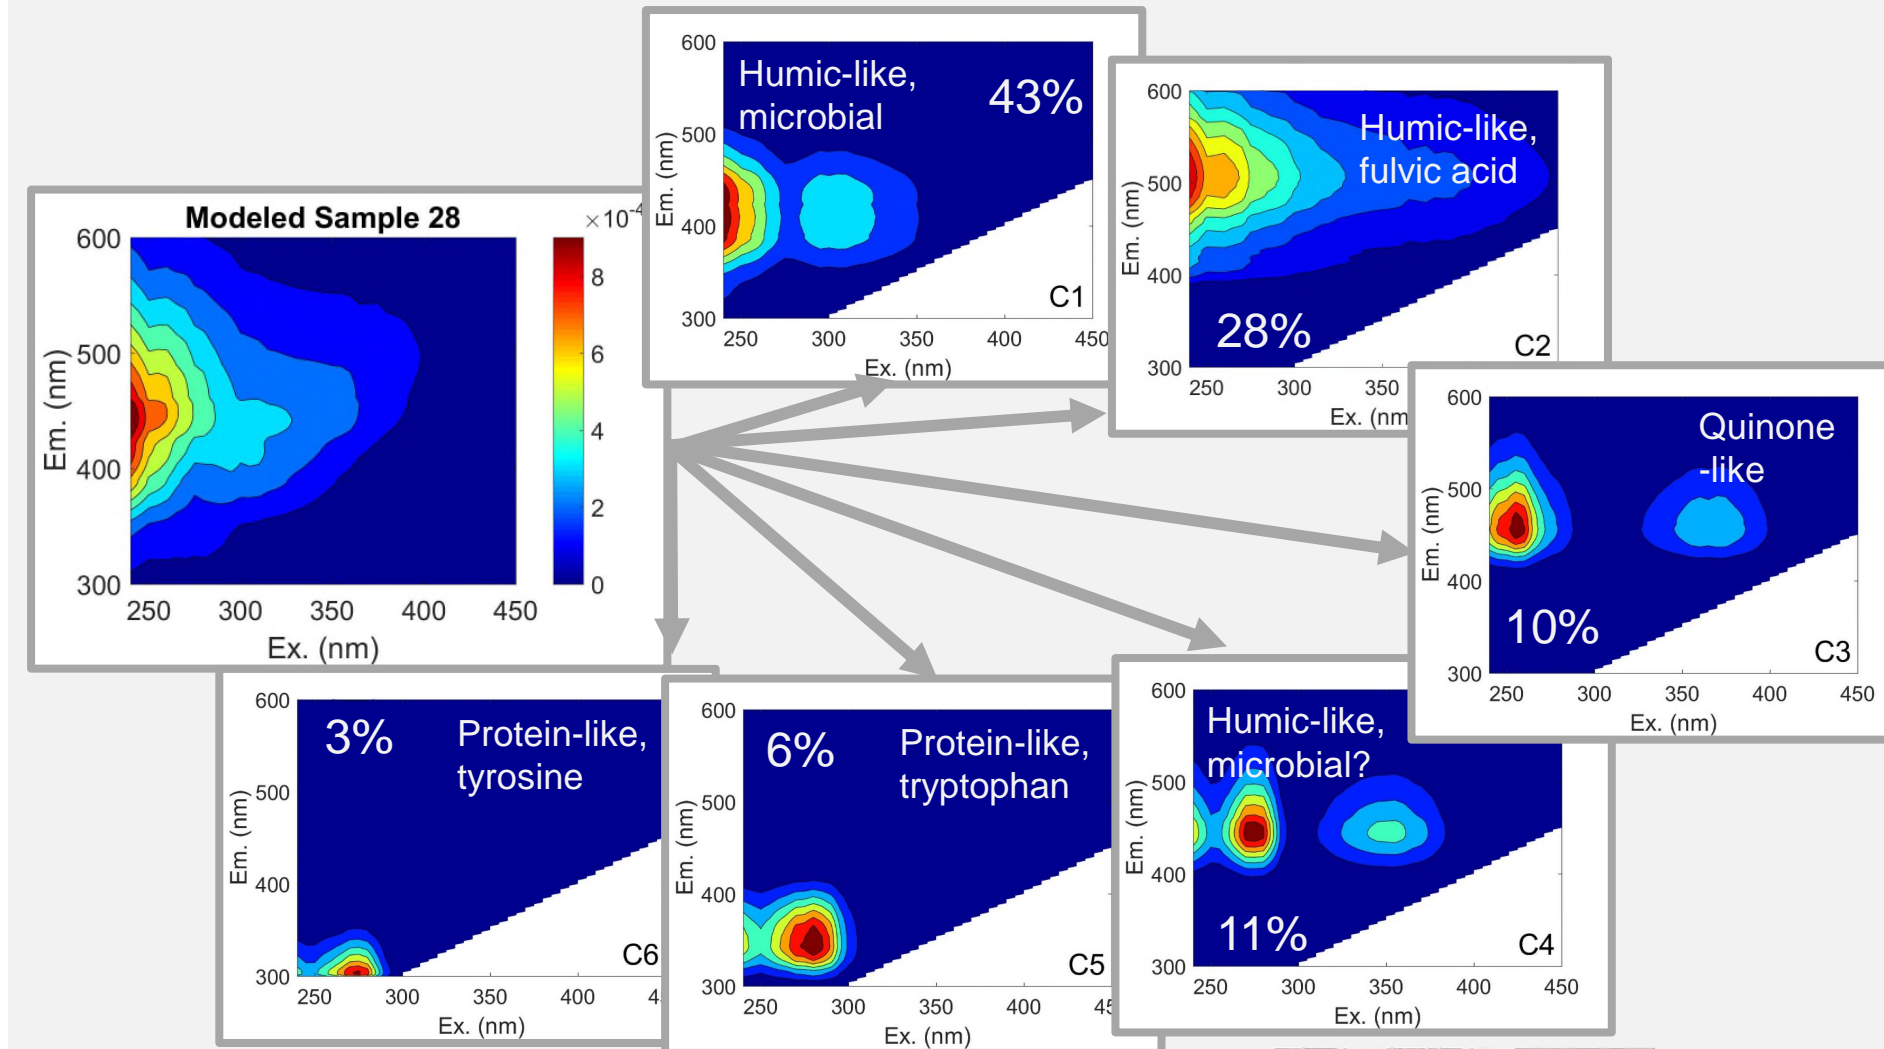 Modeled Sample 28
×10-4
600
500
400
300
Em. (nm)
250
300
350
400
450
Ex. (nm)
8
6
4
2
0
600
500
400
300
Em. (nm)
Humic-like,
microbial
43%
C1
250
300
350
400
450
Ex. (nm)
600
500
400
300
Em. (nm)
Humic-like,
fulvic acid
28%
C2
250
300
350
Ex. (nm
600
500
400
300
Em. (nm)
Quinone
-like
10%
C3
250
300
350
400
450
Ex. (nm)
600
500
400
300
Em. (nm)
Humic-like,
microbial?
11%
C4
250
300
350
400
450
Ex. (nm)
600
500
400
300
Em. (nm)
6%
Protein-like,
tryptophan
C5
250
300
350
400
45
Ex. (nm)
600
500
400
300
Em. (nm)
3%
Protein-like,
tyrosine
C6
250
300
350
400
Ex. (nm)